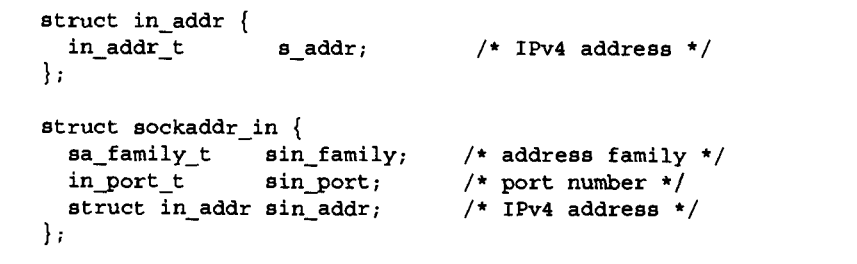 struct in_addr {
  in_addr_t       s_addr;         /* IPv4 address */
};
struct sockaddr_in {
  sa_family_t    sin_family;    /* address family */
  in_port_t      sin_port;      /* port number */
  struct in_addr sin_addr;      /* IPv4 address */
};